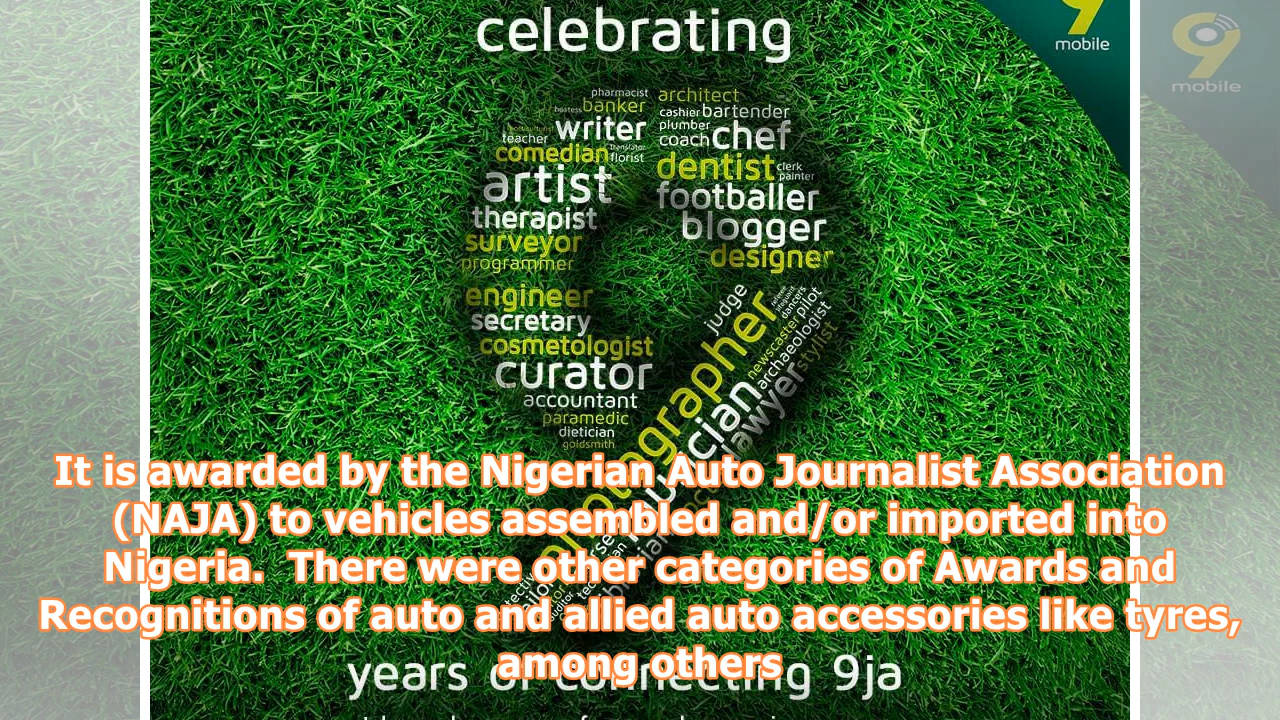 celebrating
9
mobile
9
mobile
pharmacist
architect
hostess
banker
cashier
bartender
writer
plumber
chef
teacher
coach
translator
comedian
florist
dentist
clerk
painter
artist
footballer
therapist
blogger
surveyor
designer
programmer
judge
engineer
pilot
dancers
secretary
newscaster
archaeologist
stylist
cosmetologist
curator
accountant
paramedic
dietician
goldsmith
lawyer
It is awarded by the Nigerian Auto Journalist Association
(NAJA) to vehicles assembled and/or imported into
Nigeria.  There were other categories of Awards and
Recognitions of auto and allied auto accessories like tyres,
among others
years of connecting 9ja